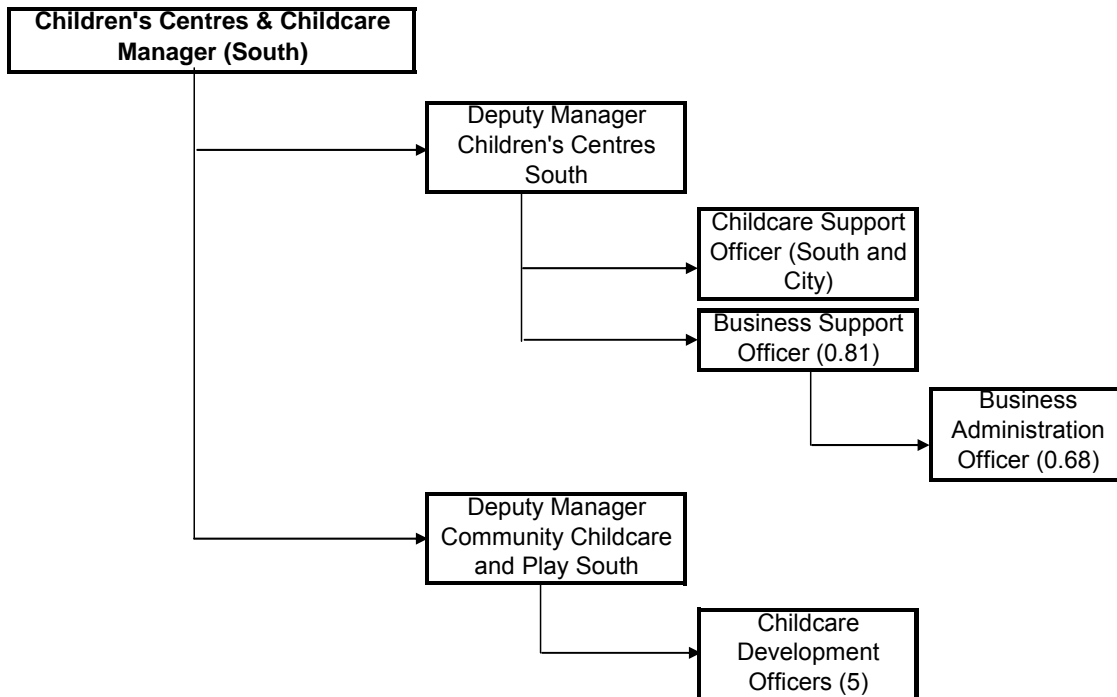 Children's Centres & Childcare
Manager (South)
Deputy Manager
Children's Centres
South
Childcare Support
Officer (South and
City)
Business Support
Officer (0.81)
Business
Administration
Officer (0.68)
Deputy Manager
Community Childcare
and Play South
Childcare
Development
Officers (5)